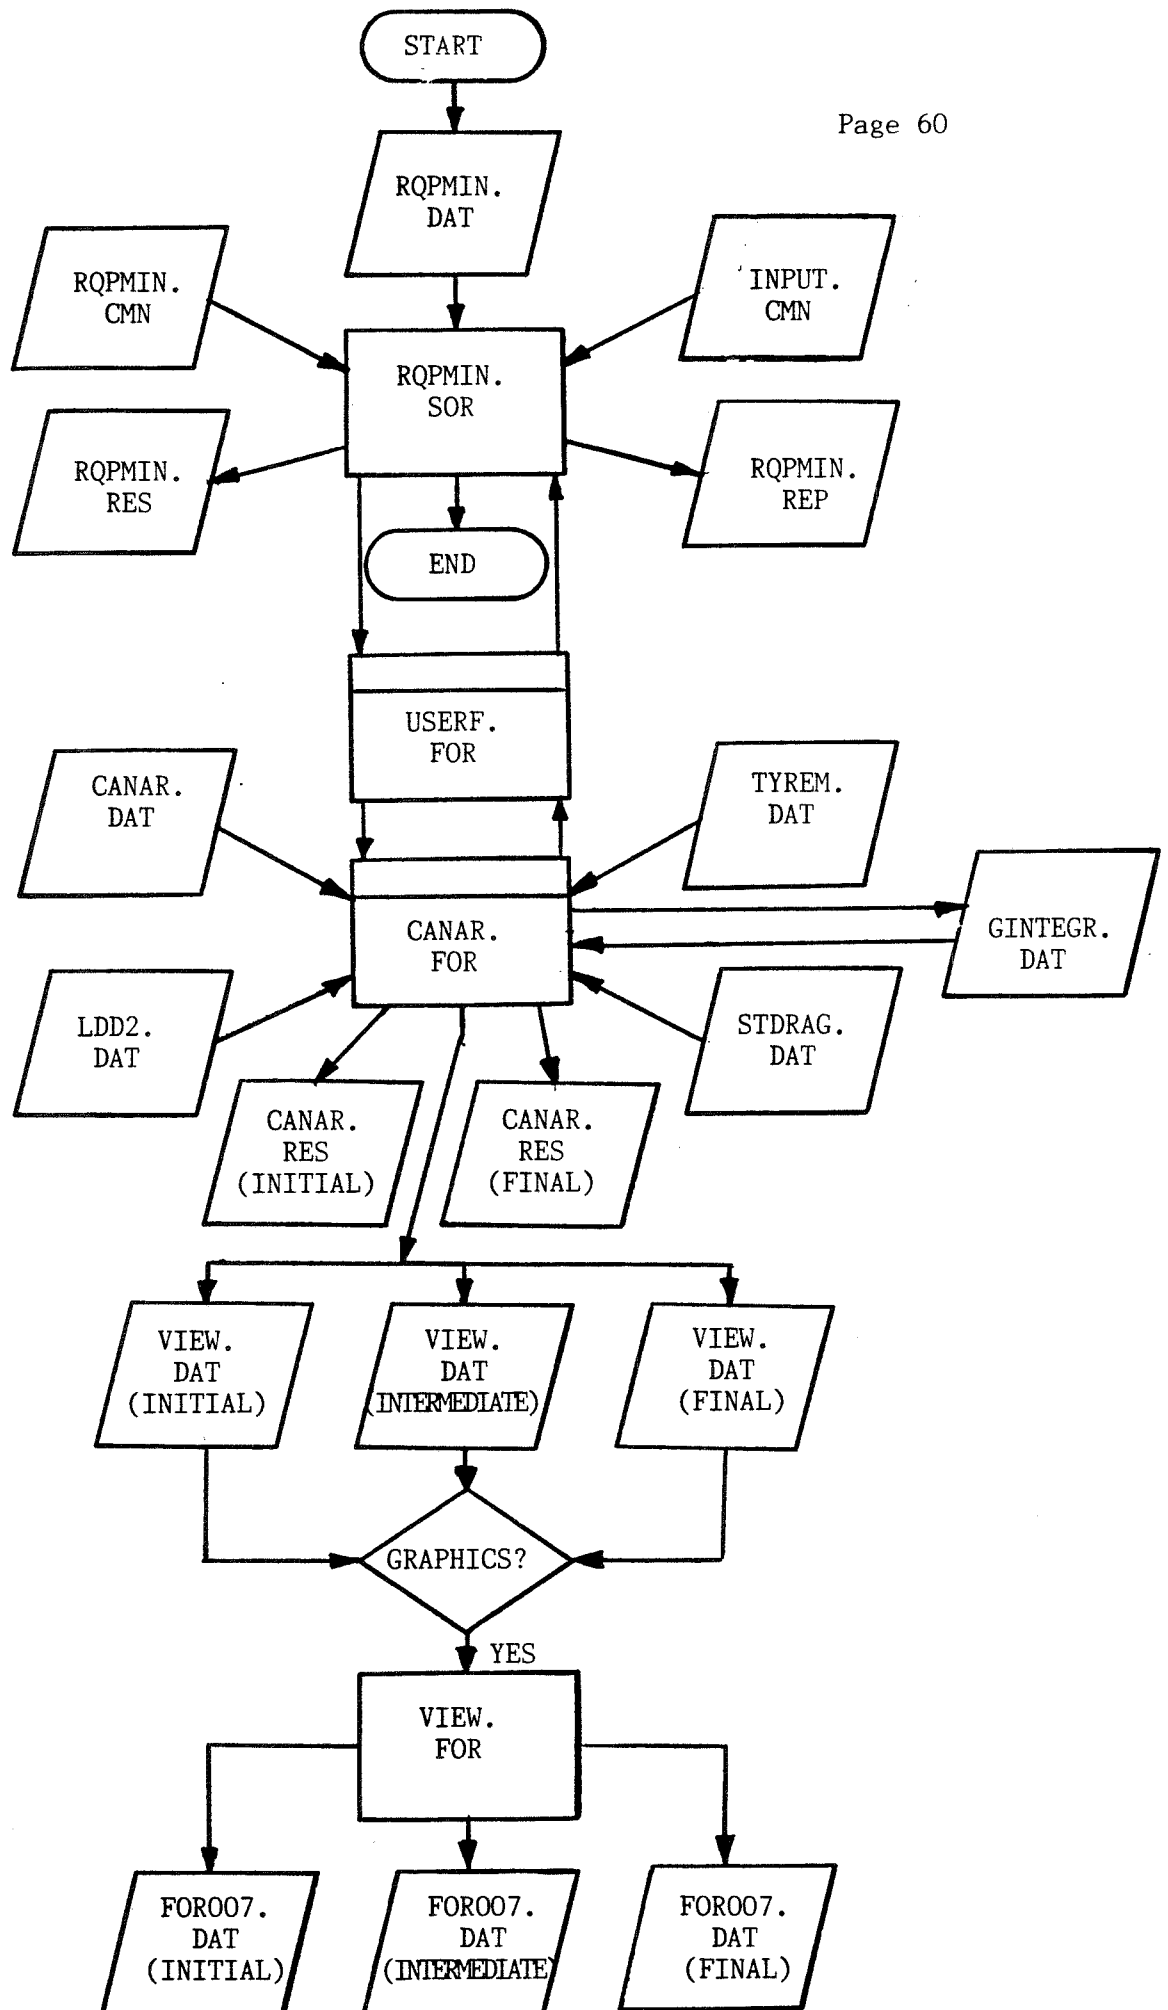 START
Page 60
RQPMIN.
DAT
RQPMIN.
CMN
INPUT.
CMN
RQPMIN.
SOR
RQPMIN.
RES
RQPMIN.
REP
END
USERF.
FOR
CANAR.
DAT
TYREM.
DAT
CANAR.
FOR
GINTEGR.
DAT
LDD2.
DAT
STDRAG.
DAT
CANAR.
RES
(INITIAL)
CANAR.
RES
(FINAL)
VIEW.
DAT
(INITIAL)
VIEW.
DAT
(INTERMEDIATE)
VIEW.
DAT
(FINAL)
GRAPHICS?
YES
VIEW.
FOR
FOR007.
DAT
(INITIAL)
FOR007.
DAT
(INTERMEDIATE)
FOR007.
DAT
(FINAL)